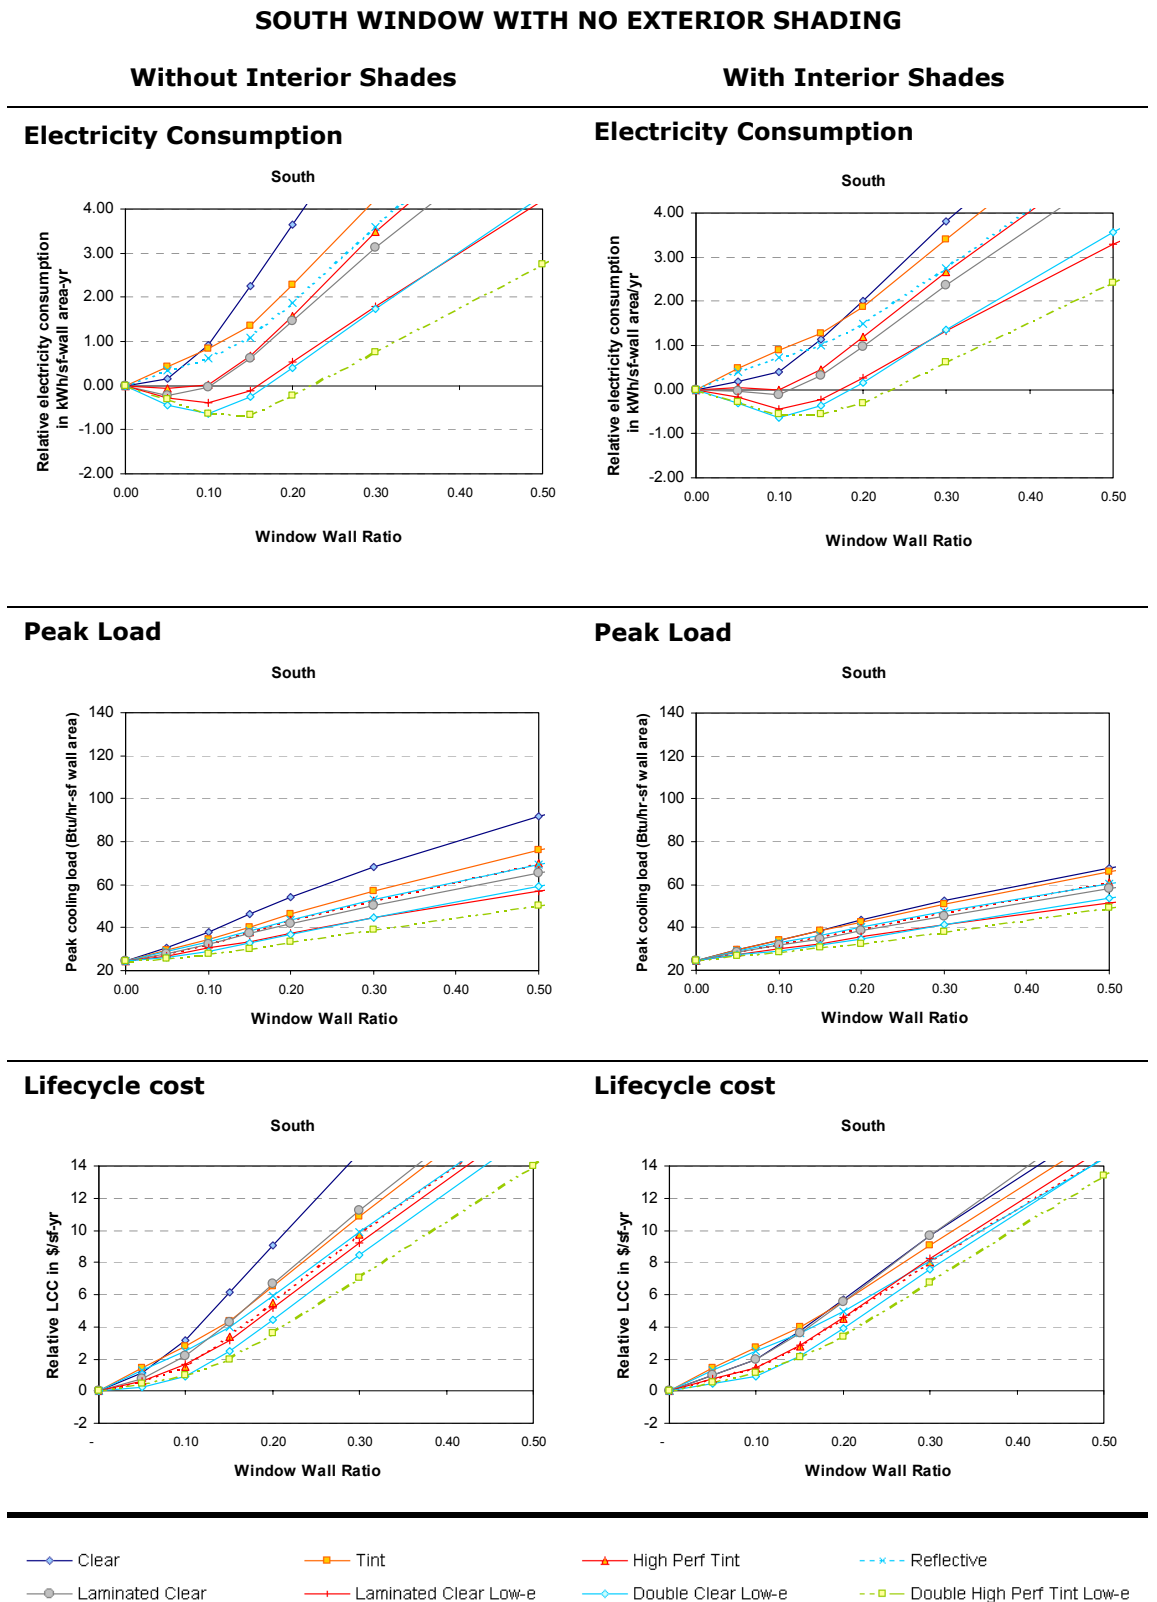 SOUTH WINDOW WITH NO EXTERIOR SHADING
Without Interior Shades
With Interior Shades
Electricity Consumption
South
4.00
3.00
2.00
1.00
0.00
-1.00
-2.00
Relative electricity consumption
in kWh/sf-wall area-yr
0.00 0.10 0.20 0.30 0.40 0.50
Window Wall Ratio
Electricity Consumption
South
4.00
3.00
2.00
1.00
0.00
-1.00
-2.00
Relative electricity consumption
in kWh/sf-wall area/yr
0.00 0.10 0.20 0.30 0.40 0.50
Window Wall Ratio
Peak Load
South
140
120
100
80
60
40
20
Peak cooling load (Btu/hr-sf wall area)
0.00 0.10 0.20 0.30 0.40 0.50
Window Wall Ratio
Peak Load
South
140
120
100
80
60
40
20
Peak cooling load (Btu/hr-sf wall area)
0.00 0.10 0.20 0.30 0.40 0.50
Window Wall Ratio
Lifecycle cost
South
14
12
10
8
6
4
2
0
-2
Relative LCC in $/sf-yr
- 0.10 0.20 0.30 0.40 0.50
Window Wall Ratio
Lifecycle cost
South
14
12
10
8
6
4
2
0
-2
Relative LCC in $/sf-yr
- 0.10 0.20 0.30 0.40 0.50
Window Wall Ratio
Clear Tint High Perf Tint Reflective
Laminated Clear Laminated Clear Low-e Double Clear Low-e Double High Perf Tint Low-e